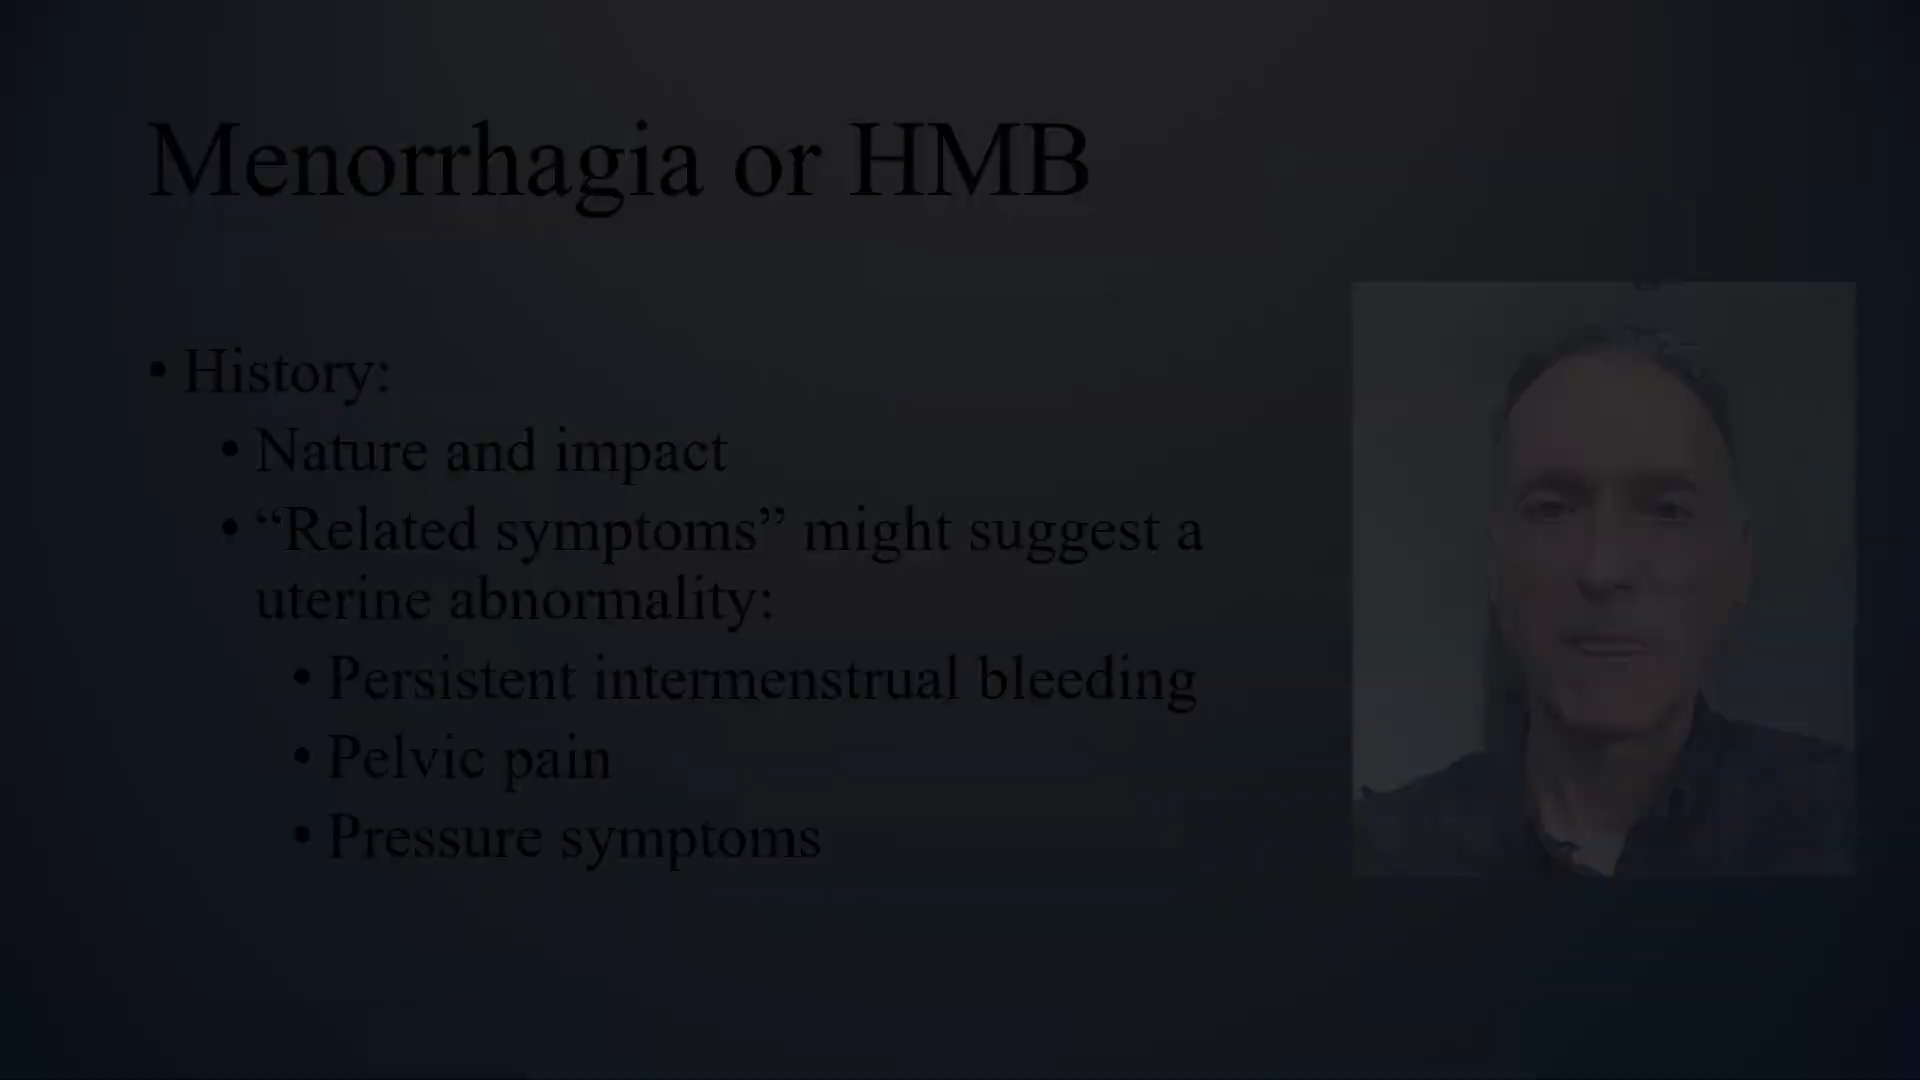 Menorrhagia or HMB
• History:
• Nature and impact
• “Related symptoms” might suggest a
uterine abnormality:
• Persistent intermenstrual bleeding
• Pelvic pain
• Pressure symptoms